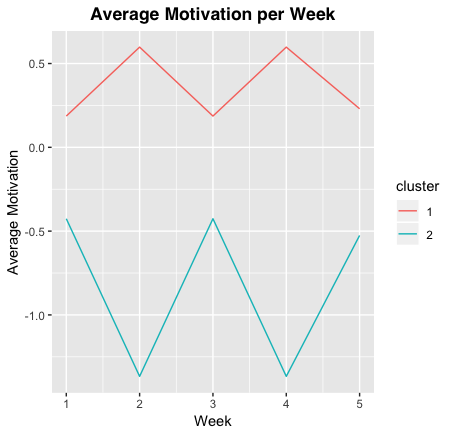 Average Motivation per Week
0.5
0.0
-0.5
-1.0
Average Motivation
1 2 3 4 5
Week
cluster
1
2